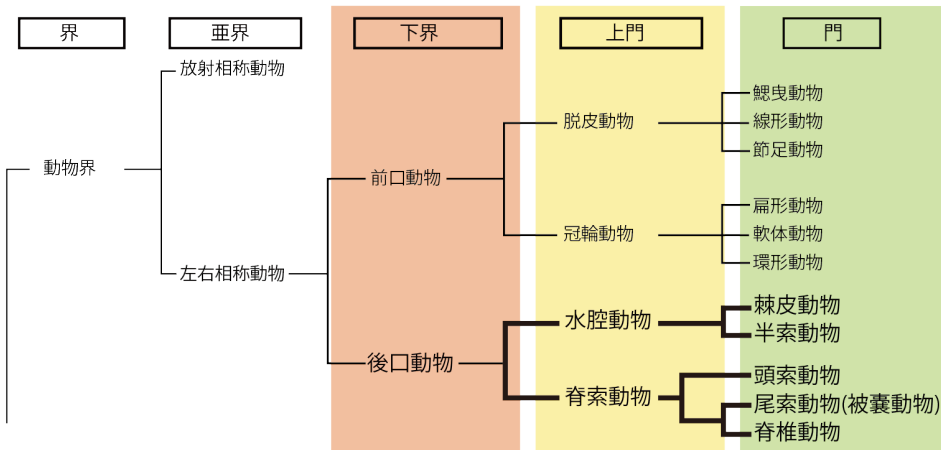 界
亜界
下界
上門
門
放射相称動物
動物界
左右相称動物
前口動物
後口動物
脱皮動物
冠輪動物
水腔動物
脊索動物
鰓曳動物
線形動物
節足動物
扁形動物
軟体動物
環形動物
棘皮動物
半索動物
頭索動物
尾索動物(被嚢動物)
脊椎動物